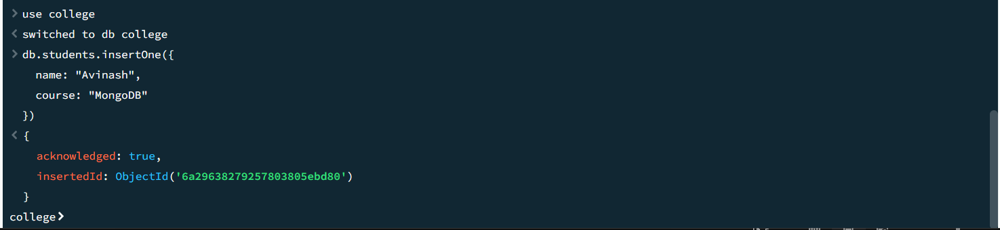 > use college
< switched to db college
> db.students.insertOne({
    name: "Avinash",
    course: "MongoDB"
  })
< {
    acknowledged: true,
    insertedId: ObjectId('6a29638279257803805ebd80')
  }
college>